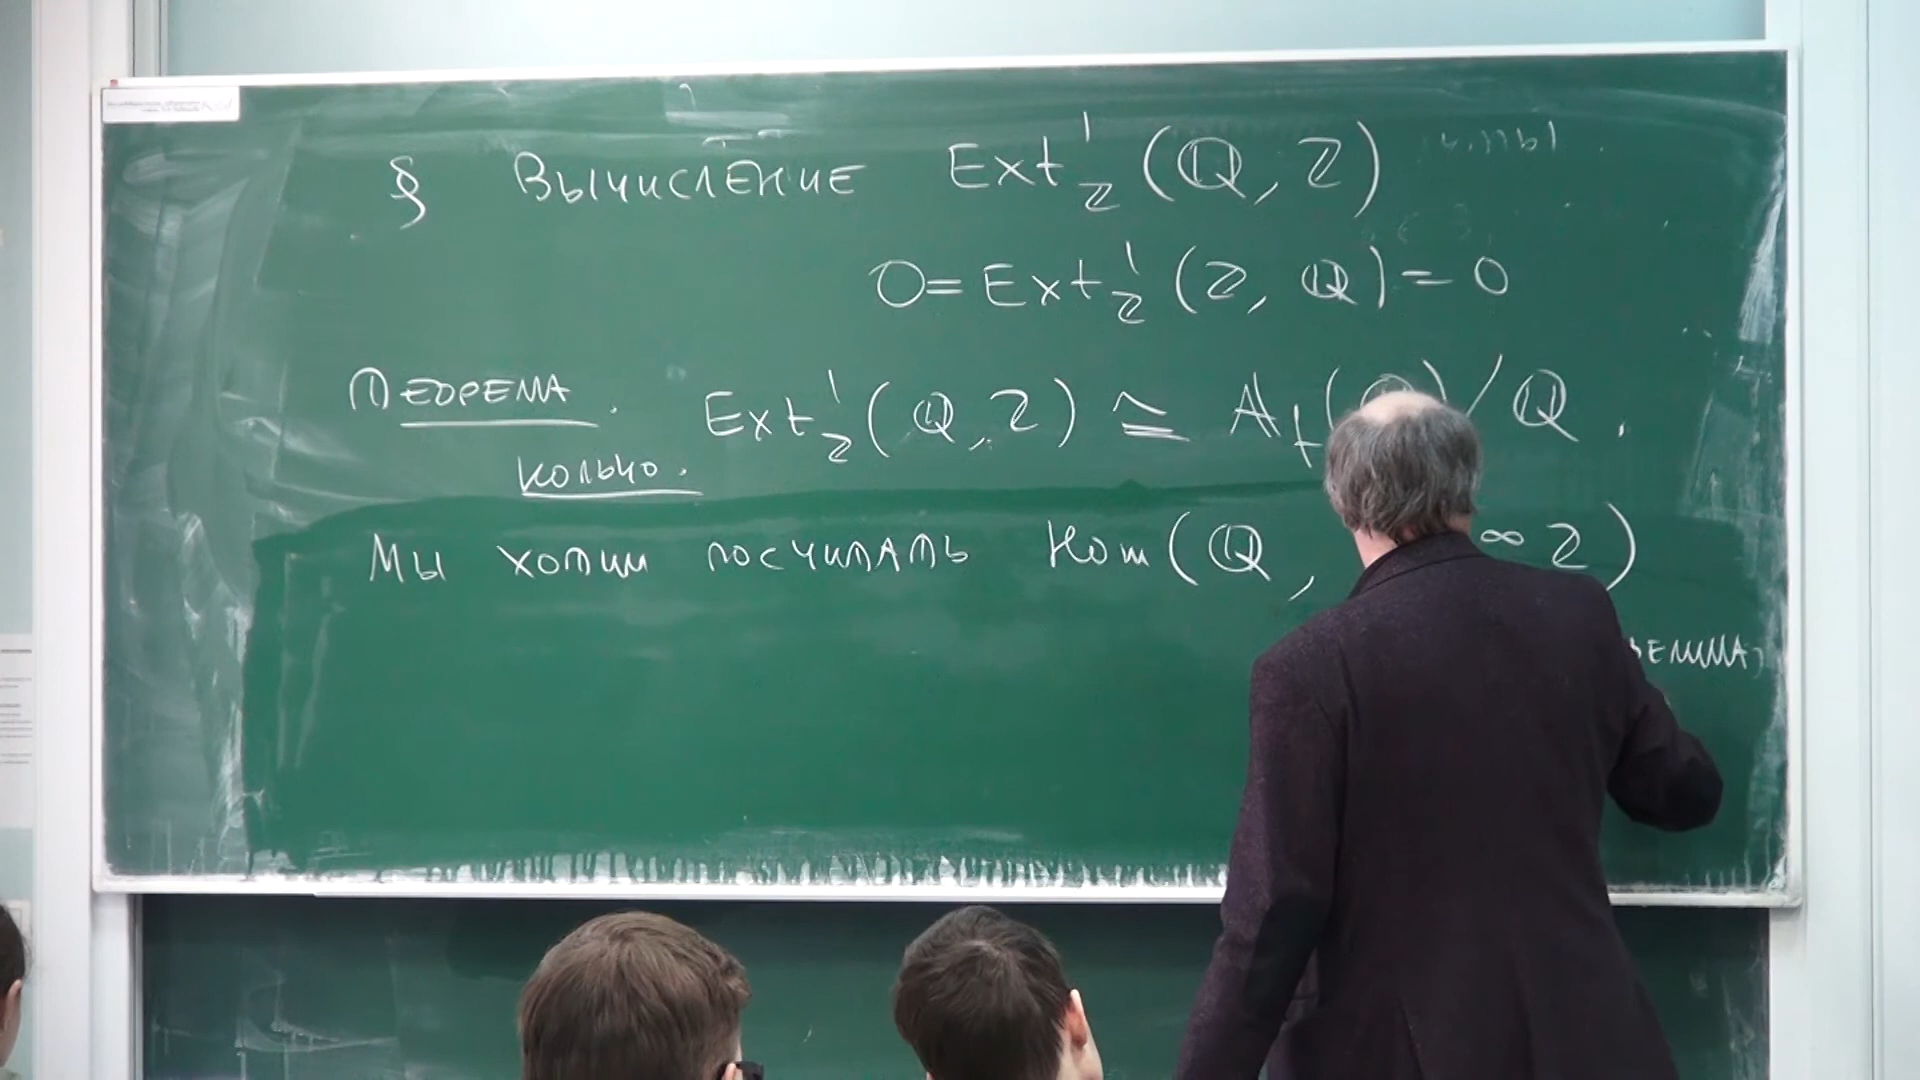 § Вычисление Ext¹_ℤ (ℚ, ℤ)
0 = Ext¹_ℤ (ℤ, ℚ) = 0
Теорема. Ext¹_ℤ (ℚ, ℤ) ≅ 𝔸_f( )/ℚ.
кольцо.
Мы хотим посчитать Hom(ℚ, ∞ ℤ)